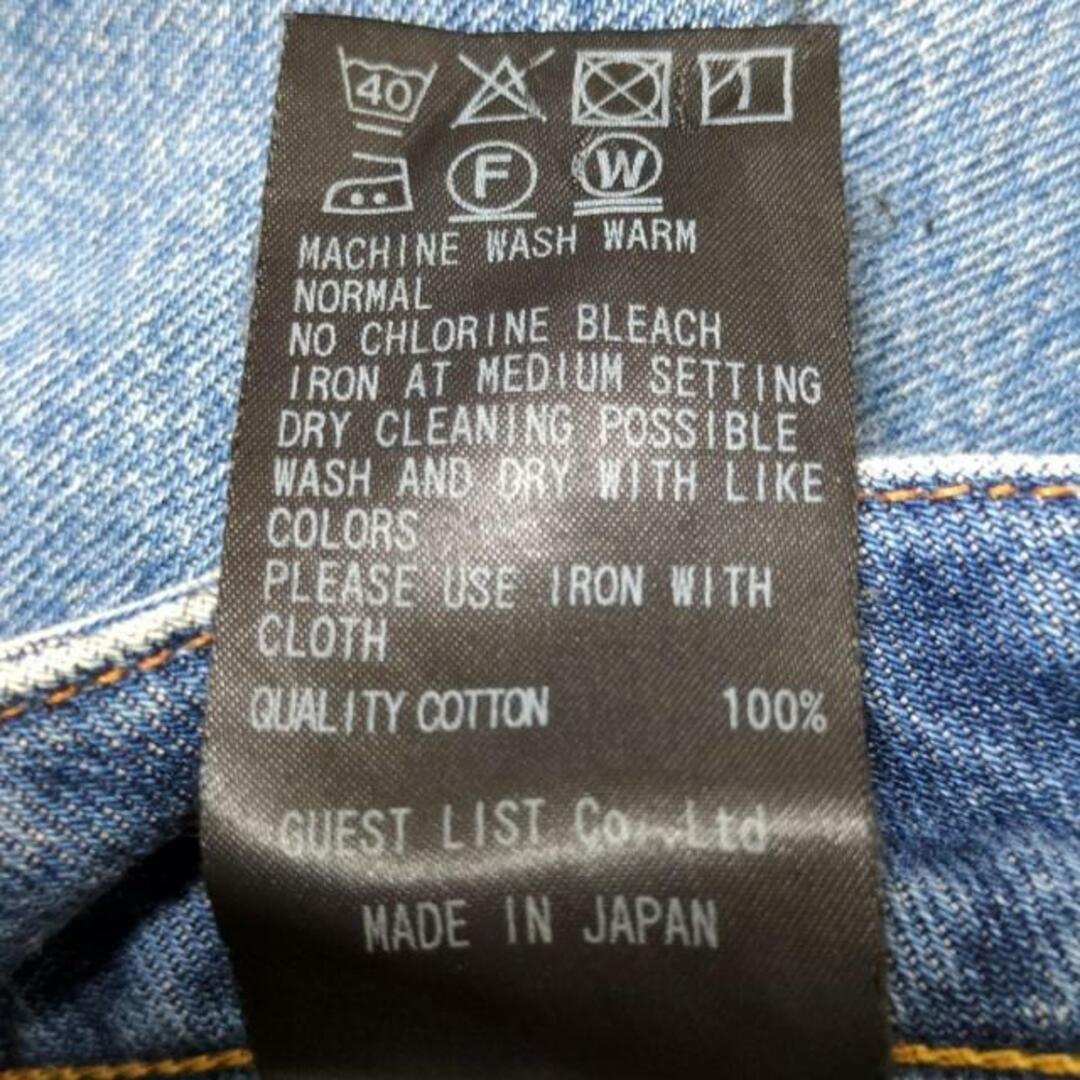 40
F W
MACHINE WASH WARM
NORMAL
NO CHLORINE BLEACH
IRON AT MEDIUM SETTING
DRY CLEANING POSSIBLE
WASH AND DRY WITH LIKE
COLORS
PLEASE USE IRON WITH
CLOTH
QUALITY COTTON 100%
GUEST LIST Co.,Ltd
MADE IN JAPAN